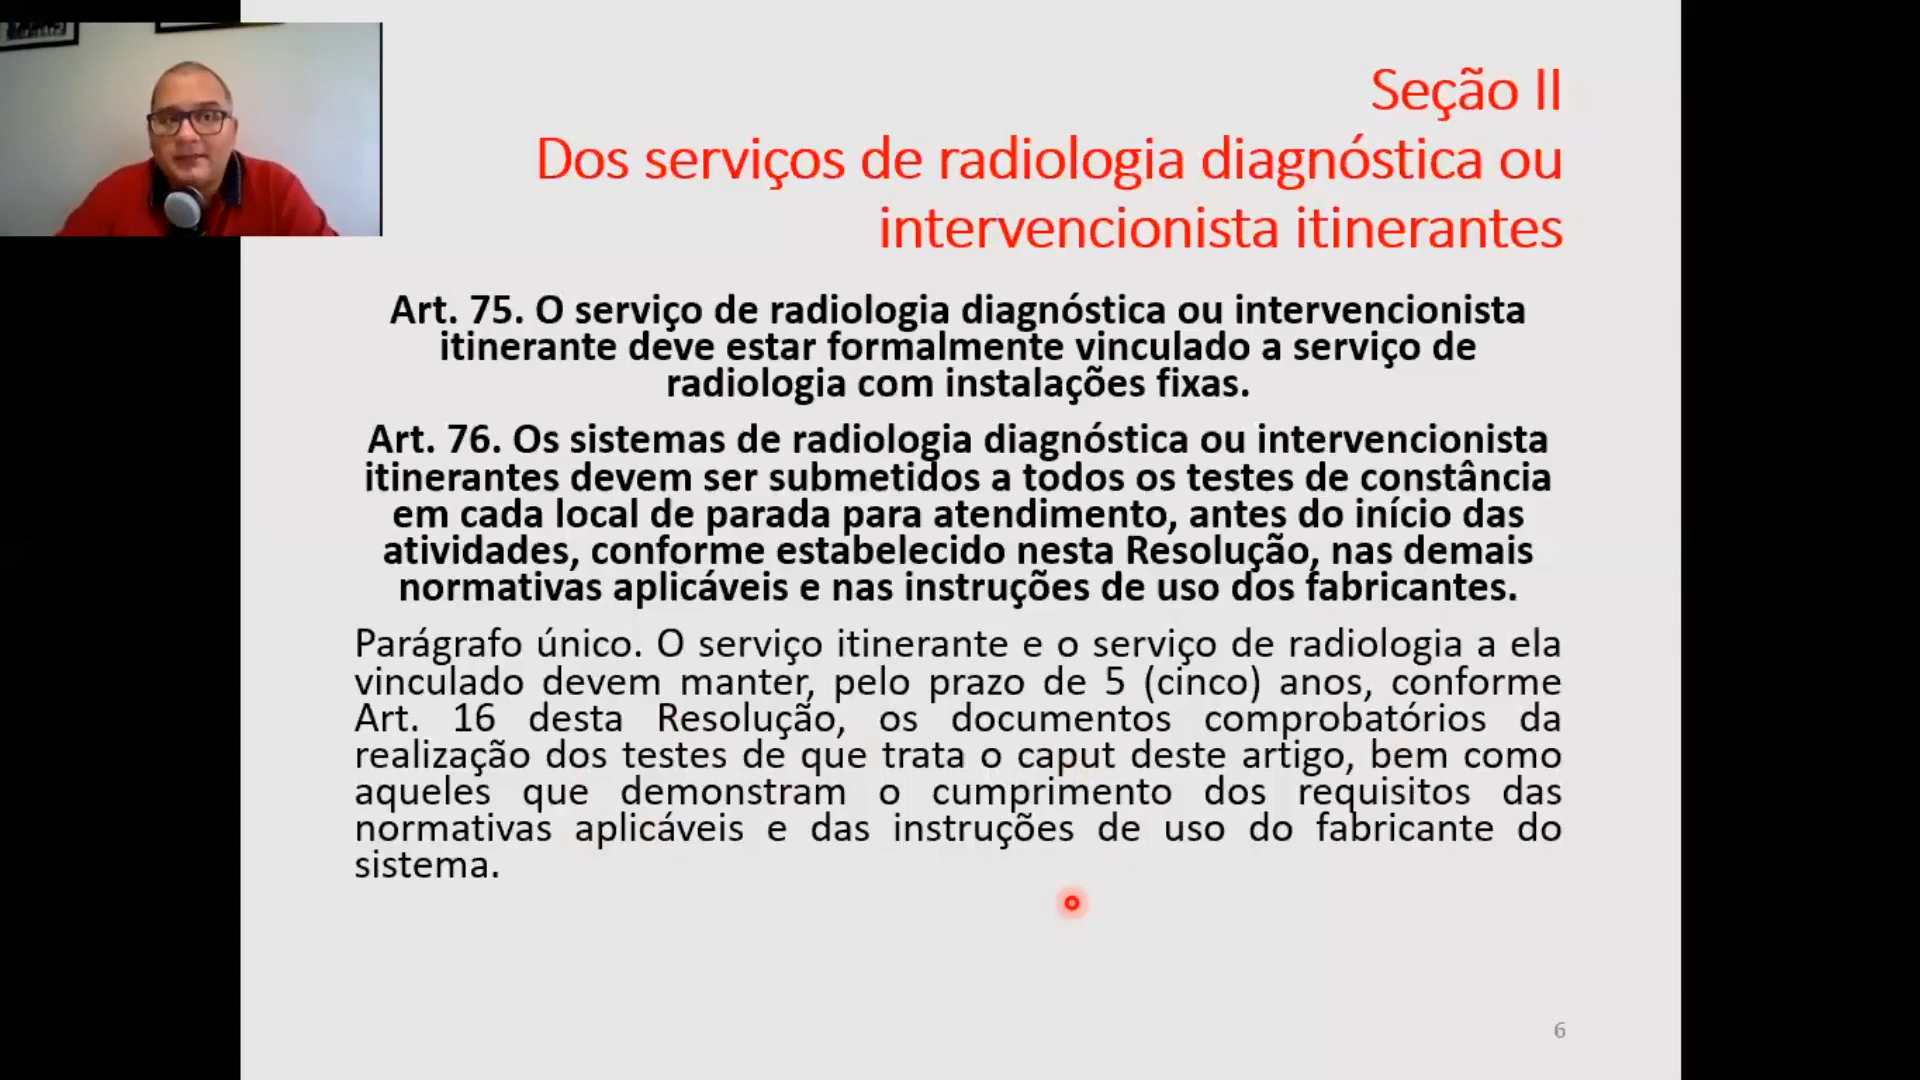 Seção II
Dos serviços de radiologia diagnóstica ou
intervencionista itinerantes
Art. 75. O serviço de radiologia diagnóstica ou intervencionista
itinerante deve estar formalmente vinculado a serviço de
radiologia com instalações fixas.
Art. 76. Os sistemas de radiologia diagnóstica ou intervencionista
itinerantes devem ser submetidos a todos os testes de constância
em cada local de parada para atendimento, antes do início das
atividades, conforme estabelecido nesta Resolução, nas demais
normativas aplicáveis e nas instruções de uso dos fabricantes.
Parágrafo único. O serviço itinerante e o serviço de radiologia a ela
vinculado devem manter, pelo prazo de 5 (cinco) anos, conforme
Art. 16 desta Resolução, os documentos comprobatórios da
realização dos testes de que trata o caput deste artigo, bem como
aqueles que demonstram o cumprimento dos requisitos das
normativas aplicáveis e das instruções de uso do fabricante do
sistema.
6